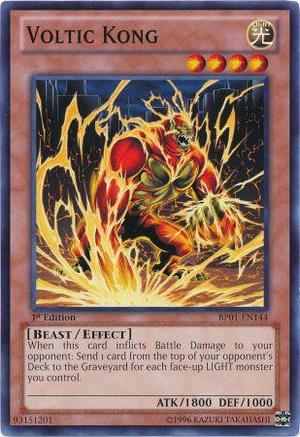 VOLTIC KONG
LIGHT
光
1st Edition
BP01-EN144
[BEAST / EFFECT]
When this card inflicts Battle Damage to your
opponent: Send 1 card from the top of your opponent's
Deck to the Graveyard for each face-up LIGHT monster
you control.
ATK/1800 DEF/1000
93151201
©1996 KAZUKI TAKAHASHI